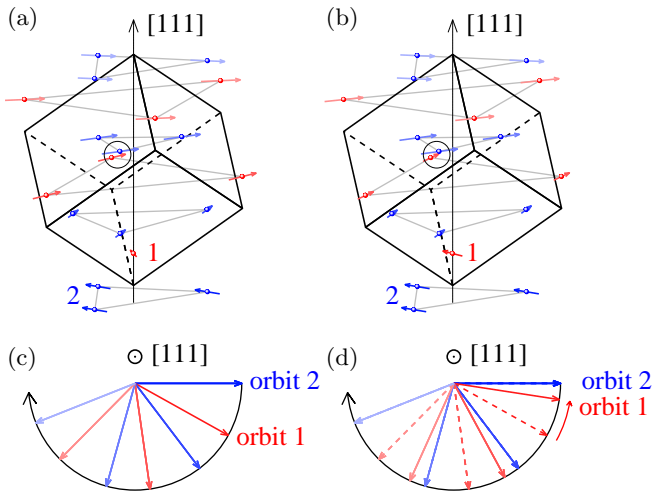 (a)
[111]
(b)
[111]
1
2
1
2
(c)
[111]
orbit 2
orbit 1
(d)
[111]
orbit 2
orbit 1